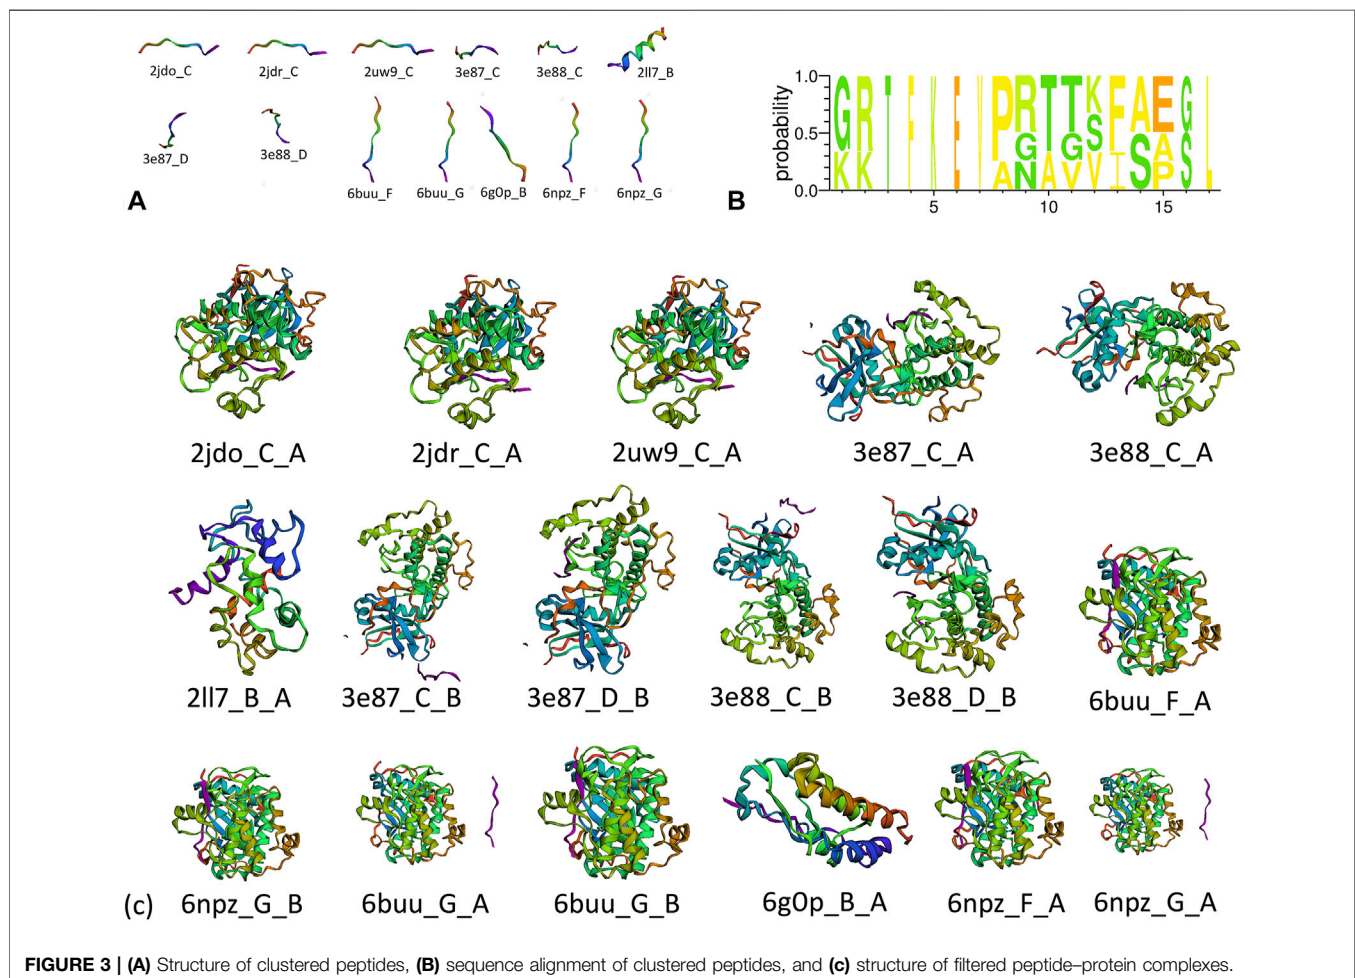 2jdo_C 2jdr_C 2uw9_C 3e87_C 3e88_C 2ll7_B
3e87_D 3e88_D 6buu_F 6buu_G 6g0p_B 6npz_F 6npz_G
A
probability
1.0
0.5
0.0
G R T F K E Y P R T T K F A E G L
K K A G A G S I S A S
N V V P
5 10 15
B
2jdo_C_A 2jdr_C_A 2uw9_C_A 3e87_C_A 3e88_C_A
2ll7_B_A 3e87_C_B 3e87_D_B 3e88_C_B 3e88_D_B 6buu_F_A
(c) 6npz_G_B 6buu_G_A 6buu_G_B 6g0p_B_A 6npz_F_A 6npz_G_A
FIGURE 3 | (A) Structure of clustered peptides, (B) sequence alignment of clustered peptides, and (c) structure of filtered peptide–protein complexes.